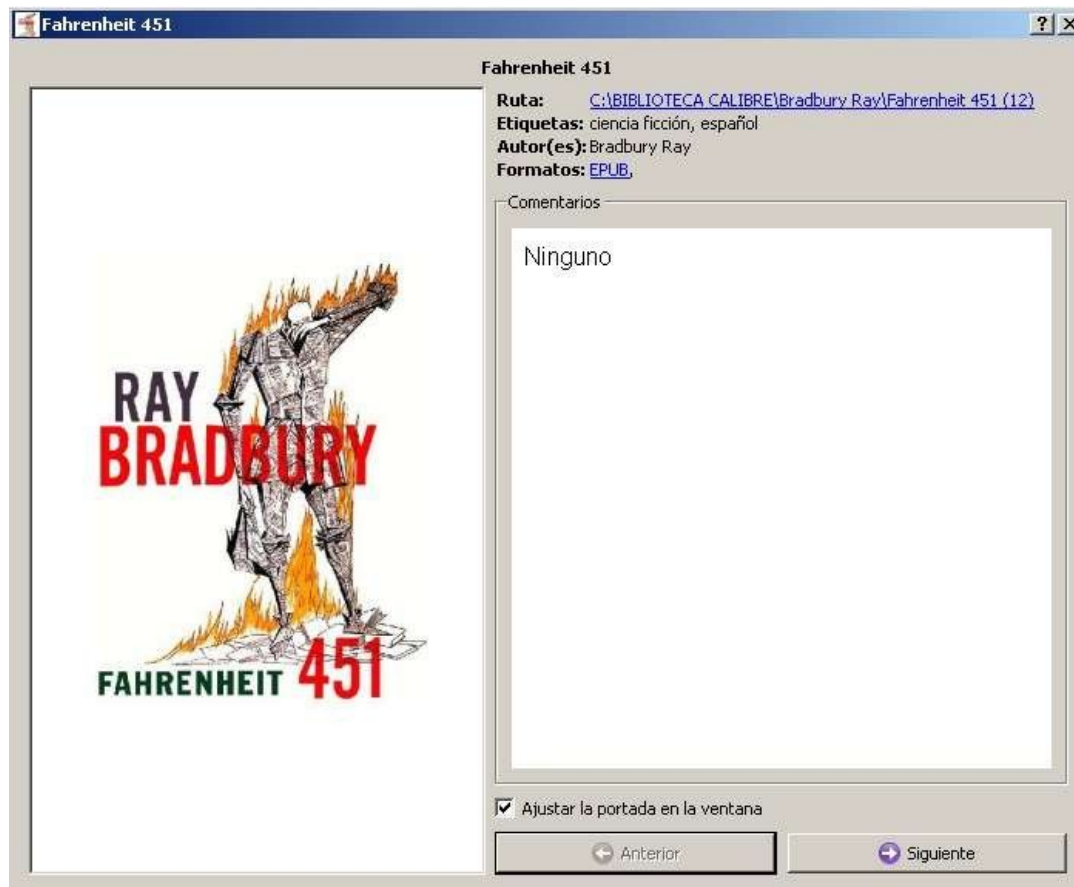 Fahrenheit 451
Fahrenheit 451
RAY
BRADBURY
FAHRENHEIT 451
Ruta: C:\BIBLIOTECA CALIBRE\Bradbury Ray\Fahrenheit 451 (12)
Etiquetas: ciencia ficción, español
Autor(es): Bradbury Ray
Formatos: EPUB,
Comentarios
Ninguno
Ajustar la portada en la ventana
Anterior
Siguiente